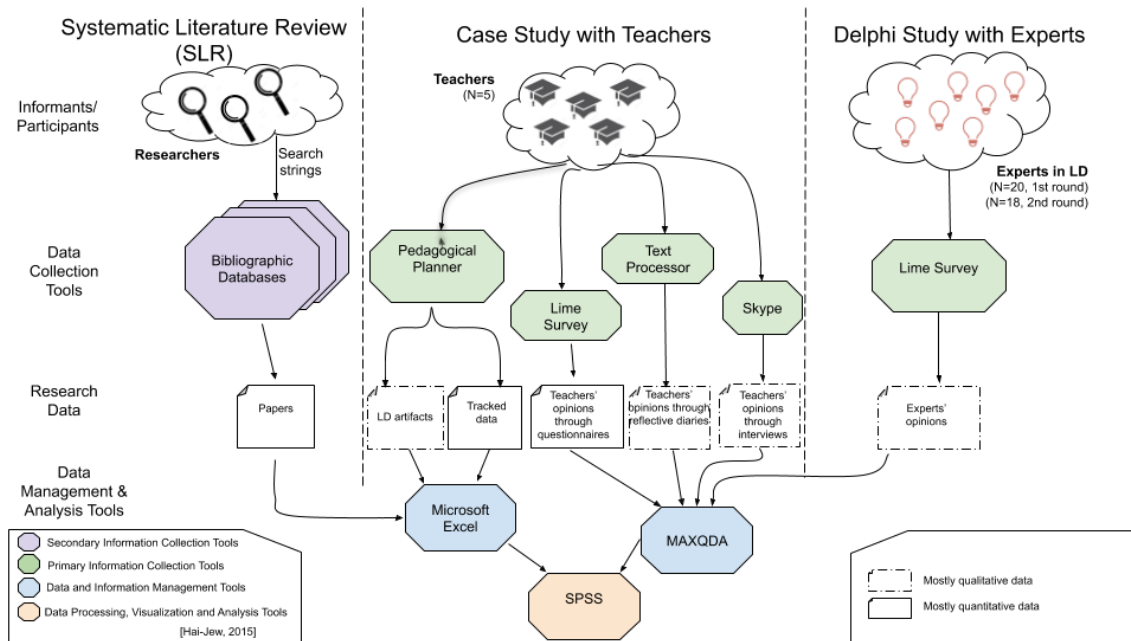 Systematic Literature Review
(SLR)
Case Study with Teachers
Delphi Study with Experts
Informants/
Participants
Researchers
Search
strings
Teachers
(N=5)
Experts in LD
(N=20, 1st round)
(N=18, 2nd round)
Data
Collection
Tools
Bibliographic
Databases
Pedagogical
Planner
Lime
Survey
Text
Processor
Skype
Lime Survey
Research
Data
Papers
LD artifacts
Tracked
data
Teachers'
opinions
through
questionnaires
Teachers'
opinions through
reflective diaries
Teachers'
opinions
through
interviews
Experts'
opinions
Data
Management &
Analysis Tools
Microsoft
Excel
MAXQDA
SPSS
Secondary Information Collection Tools
Primary Information Collection Tools
Data and Information Management Tools
Data Processing, Visualization and Analysis Tools
[Hai-Jew, 2015]
Mostly qualitative data
Mostly quantitative data